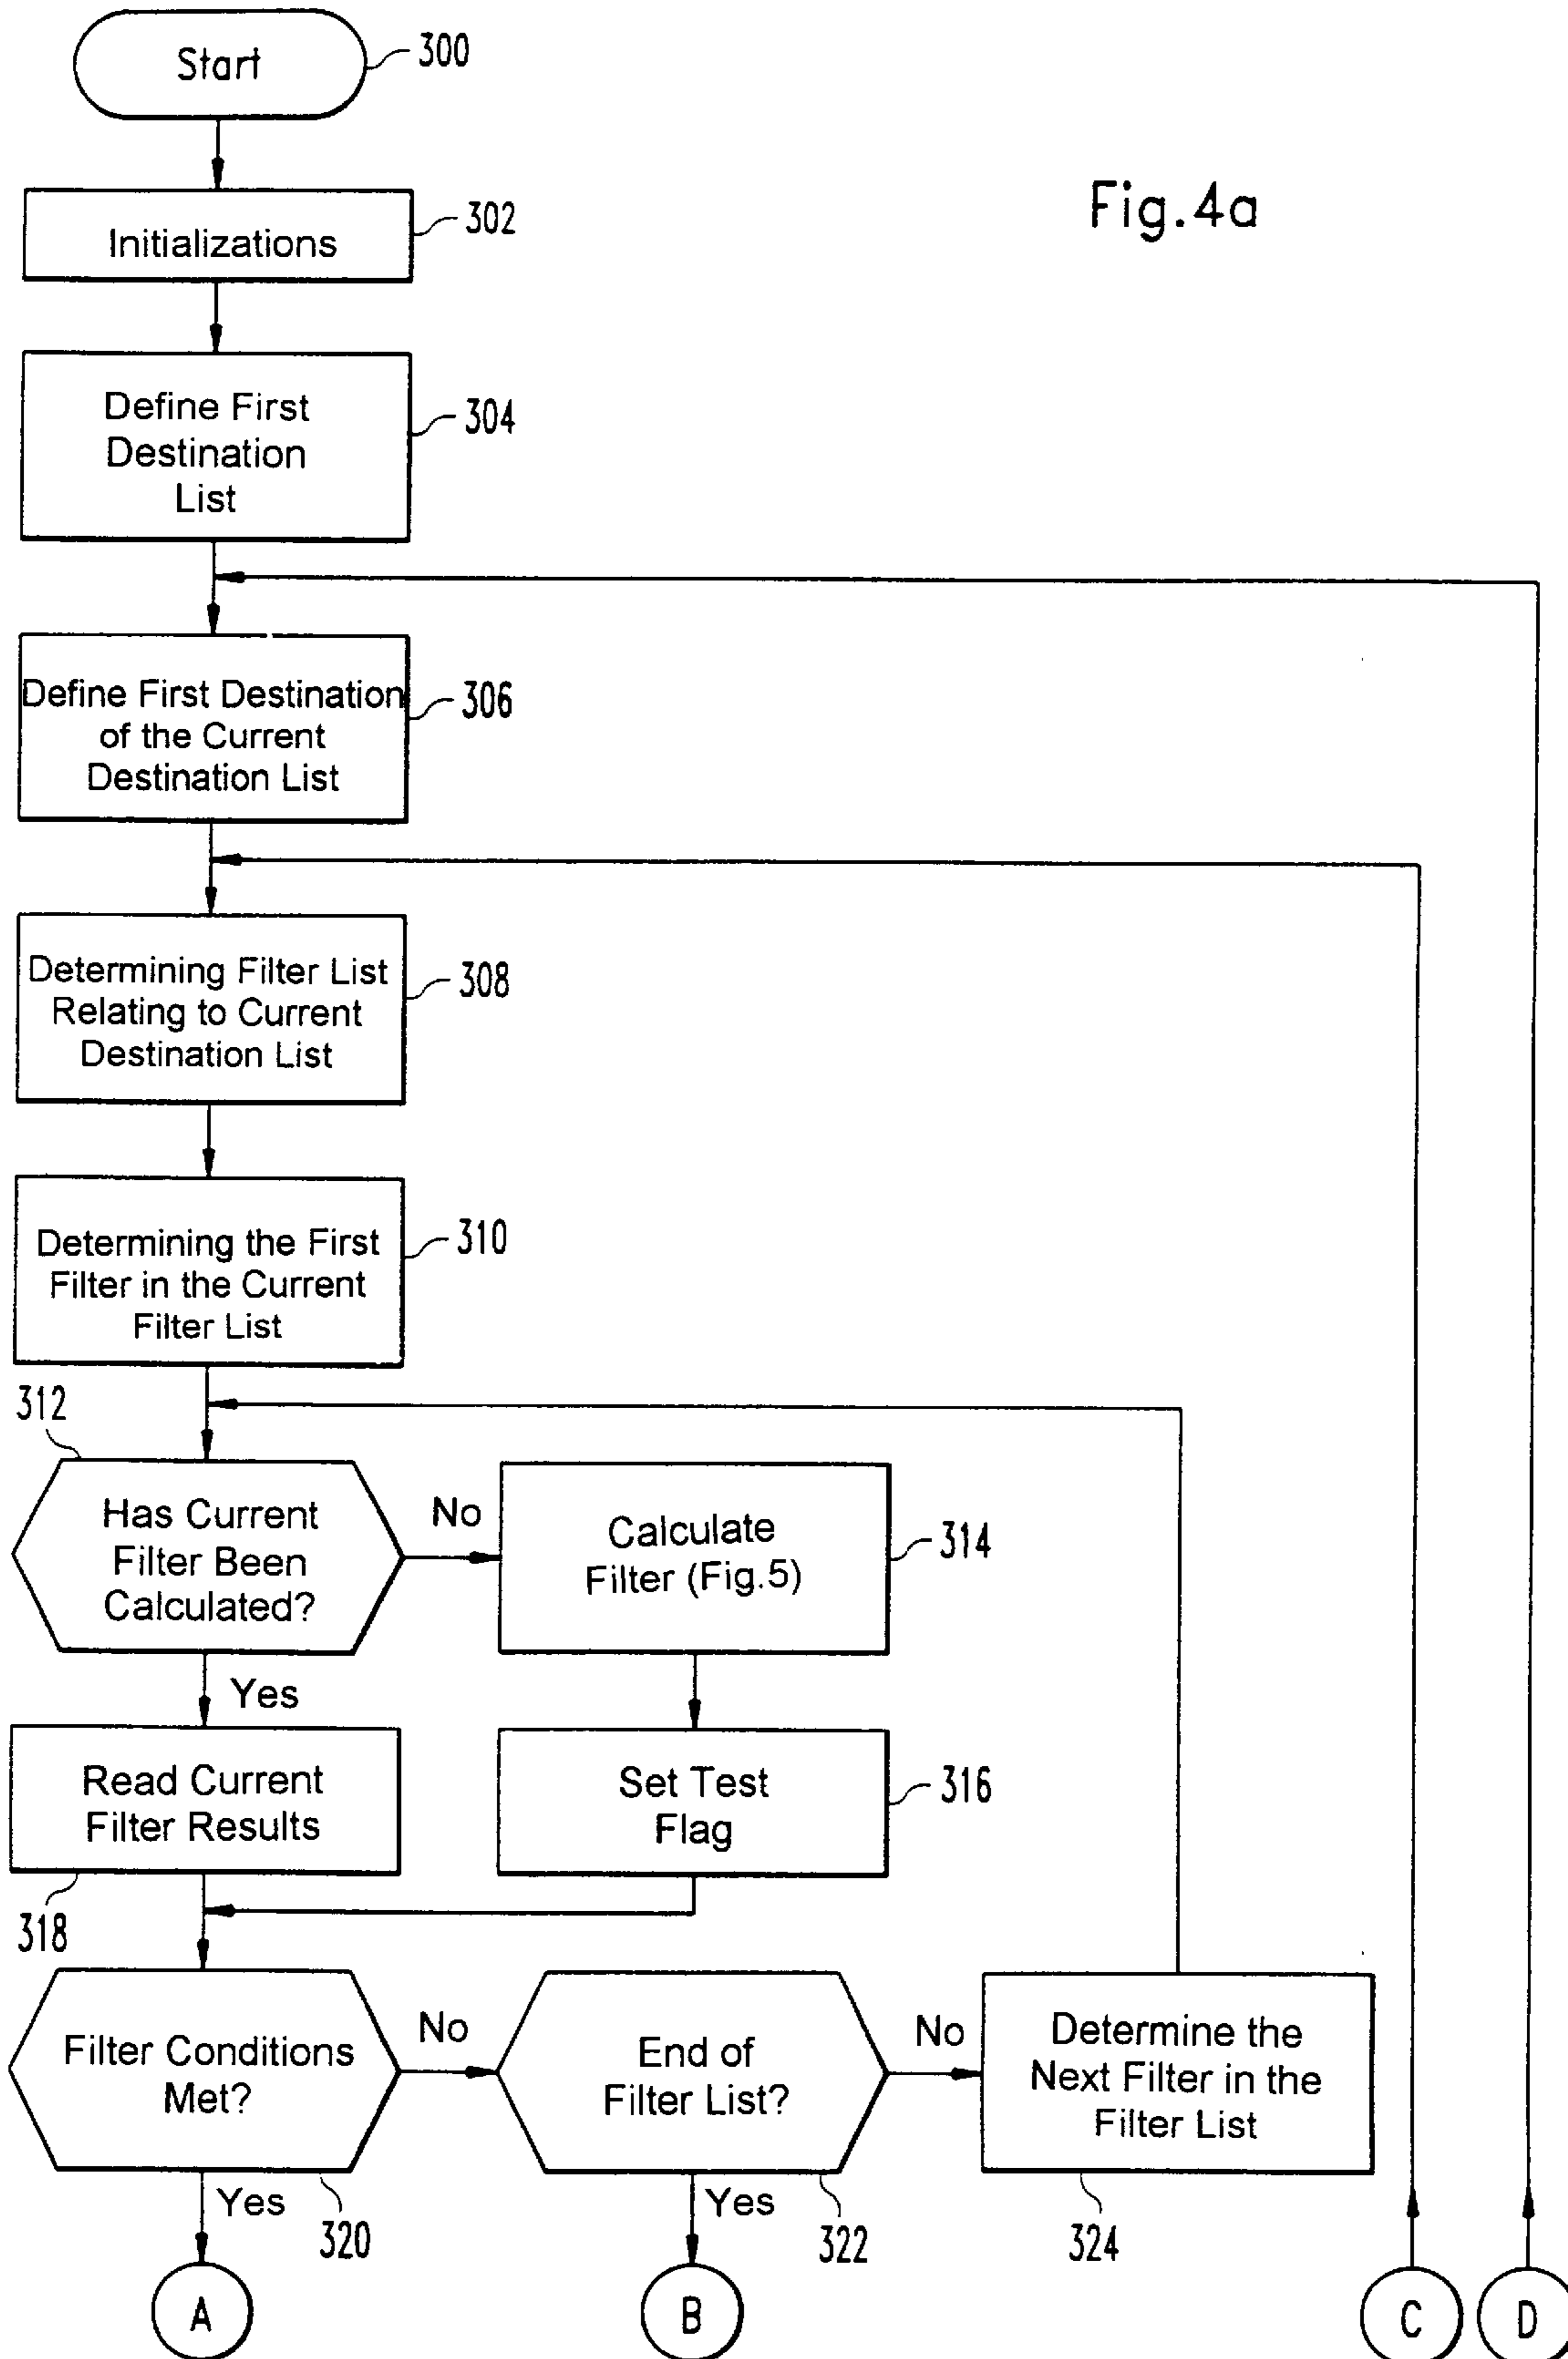 Start
300
Fig.4a
Initializations
302
Define First
Destination
List
304
Define First Destination
of the Current
Destination List
306
Determining Filter List
Relating to Current
Destination List
308
Determining the First
Filter in the Current
Filter List
310
312
Has Current
Filter Been
Calculated?
No
Calculate
Filter (Fig.5)
314
Yes
Read Current
Filter Results
318
Set Test
Flag
316
Filter Conditions
Met?
320
No
End of
Filter List?
322
No
Determine the
Next Filter in the
Filter List
324
Yes
Yes
A
B
C
D